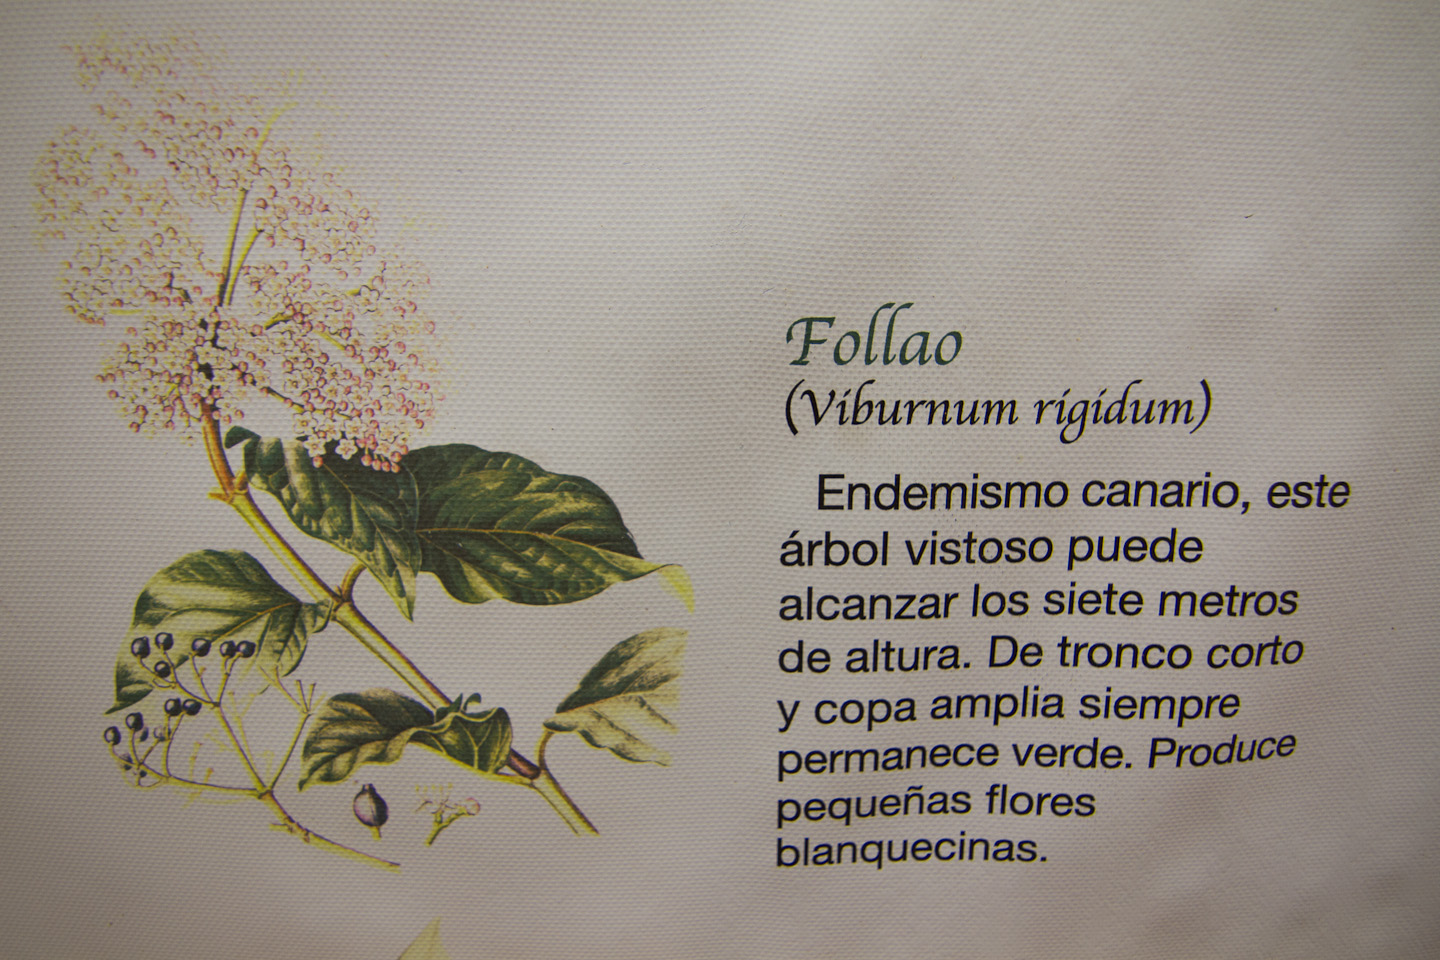 Follao
(Viburnum rigidum)
Endemismo canario, este
árbol vistoso puede
alcanzar los siete metros
de altura. De tronco corto
y copa amplia siempre
permanece verde. Produce
pequeñas flores
blanquecinas.